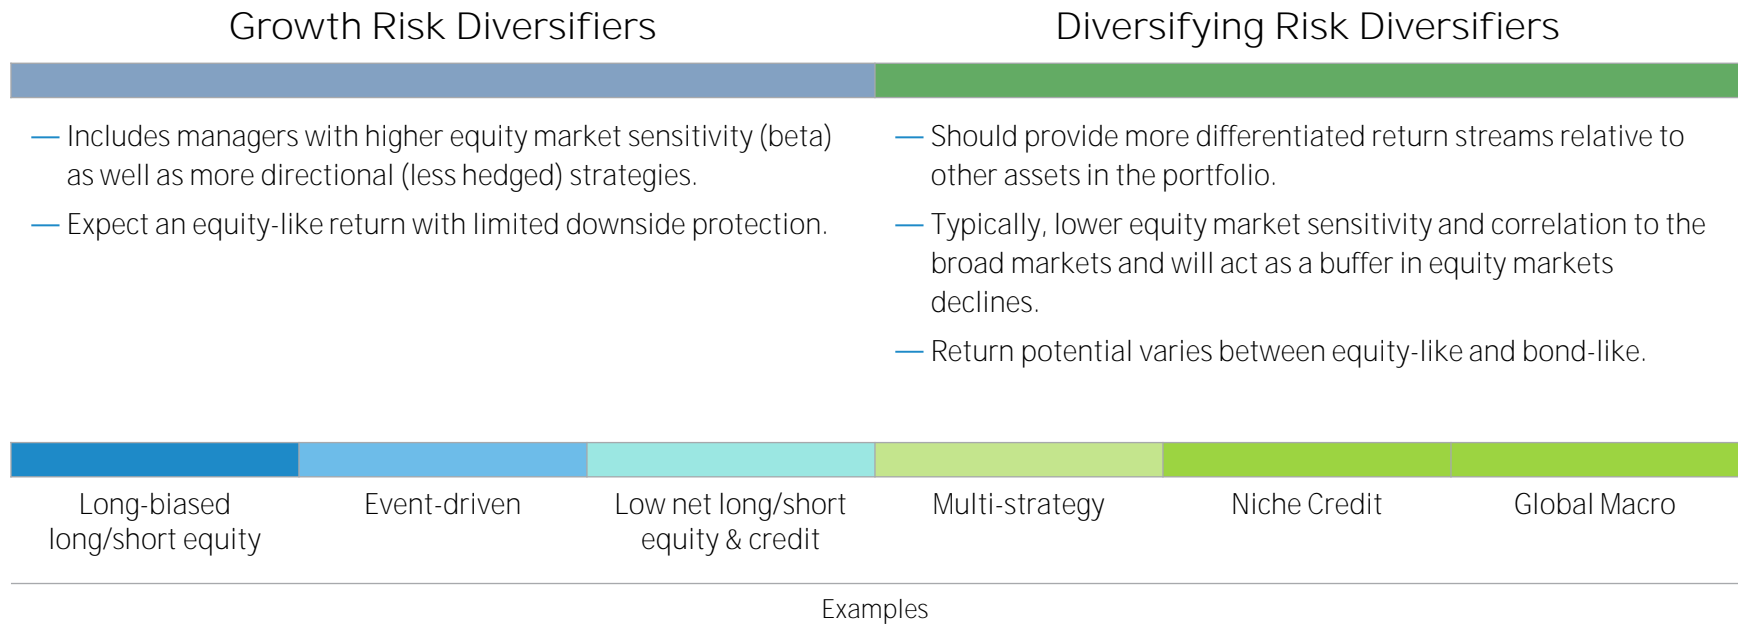 Growth Risk Diversifiers
Diversifying Risk Diversifiers
— Includes managers with higher equity market sensitivity (beta)
as well as more directional (less hedged) strategies.
— Expect an equity-like return with limited downside protection.
— Should provide more differentiated return streams relative to
other assets in the portfolio.
— Typically, lower equity market sensitivity and correlation to the
broad markets and will act as a buffer in equity markets
declines.
— Return potential varies between equity-like and bond-like.
Long-biased
long/short equity
Event-driven
Low net long/short
equity & credit
Multi-strategy
Niche Credit
Global Macro
Examples